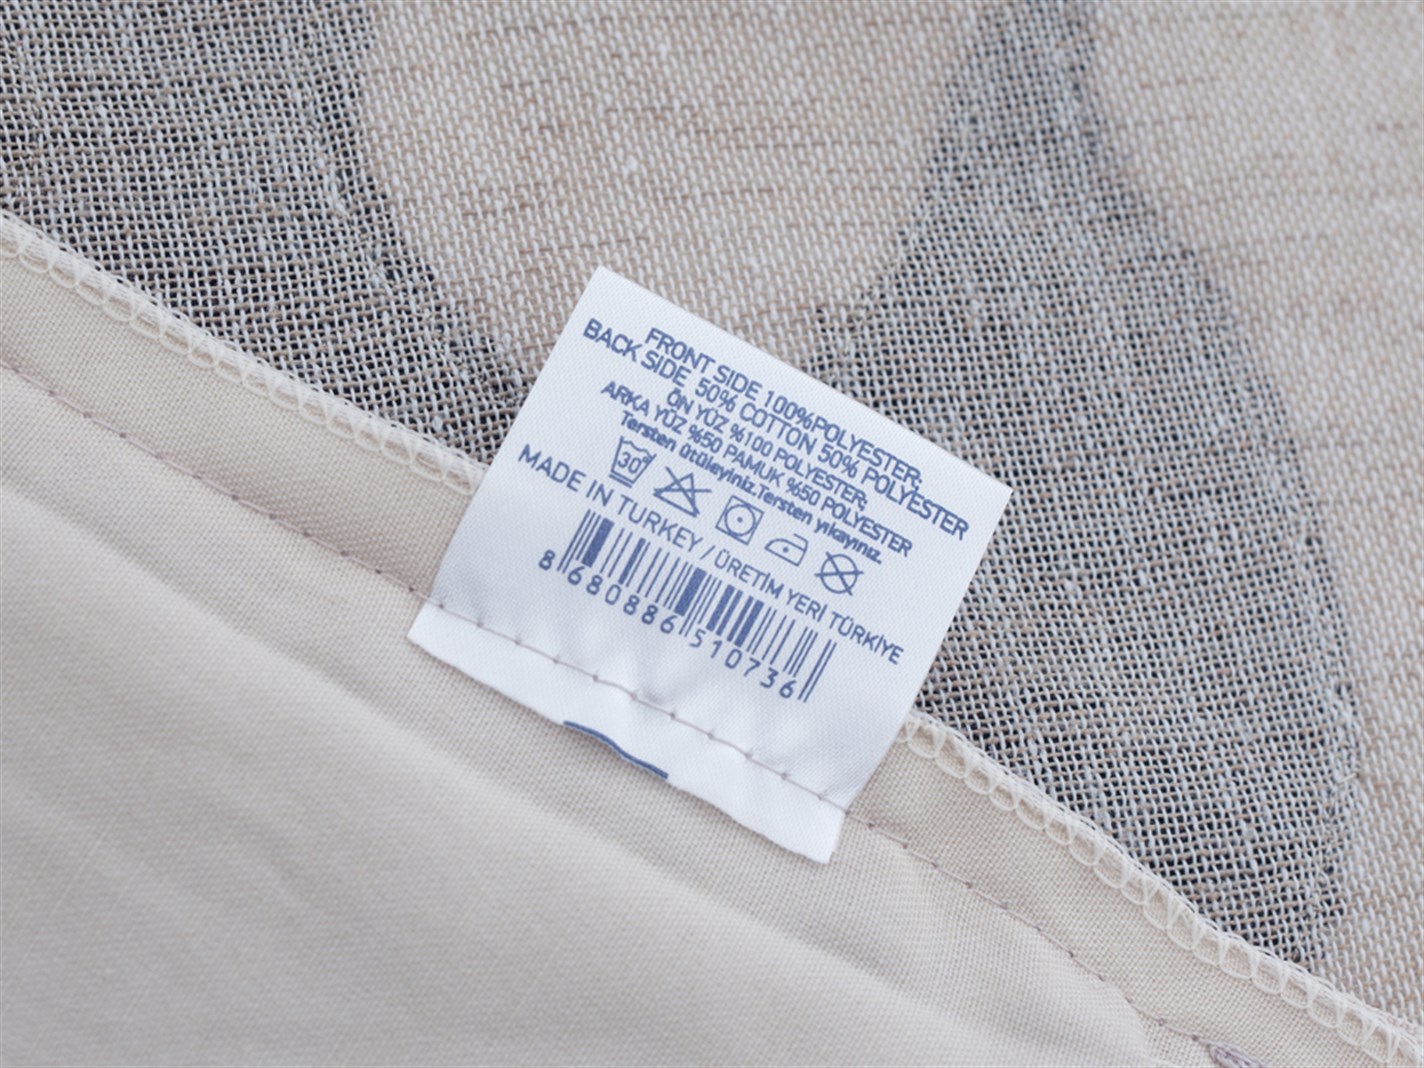 FRONT SIDE 100%POLYESTER;
BACK SIDE 50% COTTON 50% POLYESTER
ÖN YÜZ %100 POLYESTER;
ARKA YÜZ %50 PAMUK %50 POLYESTER
Tersten ütüleyiniz.Tersten yıkayınız.
30°
MADE IN TURKEY / ÜRETİM YERİ TÜRKİYE
8 680886 510736